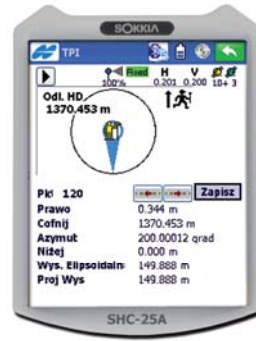 SOKKIA
TPI
Fixed H V
100% 0.201 0.200 10+ 3
Odl. HD
1370.453 m
Pkt 120 Zapisz
Prawo 0.344 m
Cofnij 1370.453 m
Azymut 200.00012 grad
Niżej 0.000 m
Wys. Elipsoidaln 149.888 m
Proj Wys 149.888 m
SHC-25A